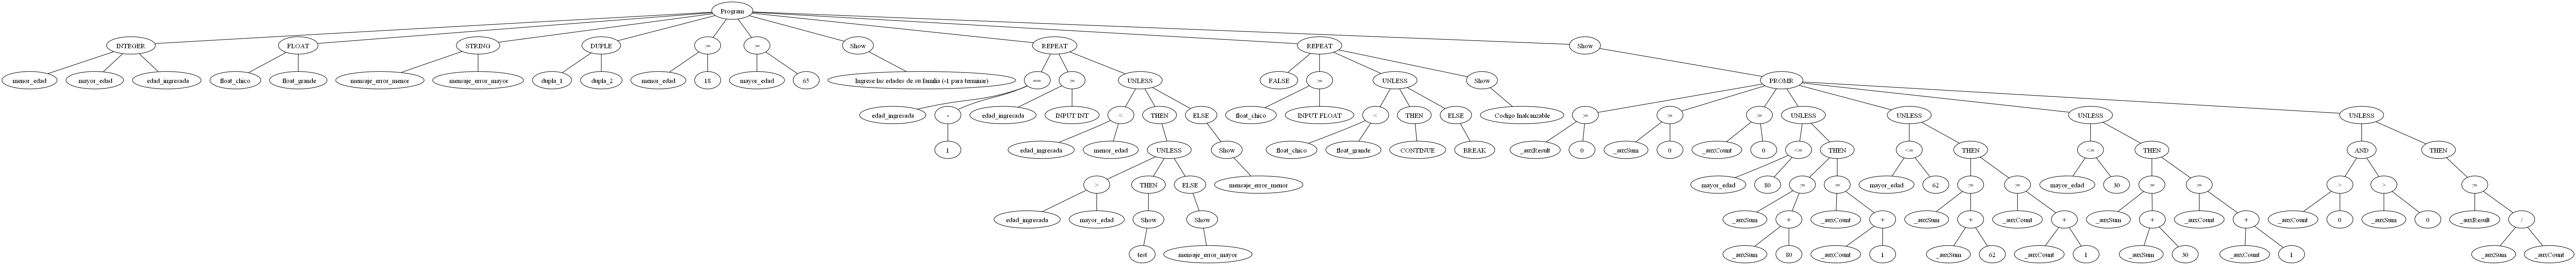 Program
INTEGER FLOAT STRING DUPLE := := Show REPEAT REPEAT Show
menor_edad mayor_edad edad_ingresada float_chico float_grande mensaje_error_menor mensaje_error_mayor dupla_1 dupla_2 menor_edad 18 mayor_edad 65 Ingrese las edades de su familia (-1 para terminar) == := UNLESS FALSE := UNLESS Show PROMR
edad_ingresada - edad_ingresada INPUT INT < THEN ELSE float_chico INPUT FLOAT < THEN ELSE Codigo Inalcanzable := := := UNLESS UNLESS UNLESS UNLESS
1 edad_ingresada menor_edad UNLESS Show float_chico float_grande CONTINUE BREAK _auxResult 0 _auxSum 0 _auxCount 0 <= THEN <= THEN <= THEN AND THEN
> THEN ELSE mensaje_error_menor mayor_edad 80 := := mayor_edad 62 := := mayor_edad 30 := := > > :=
edad_ingresada mayor_edad Show Show _auxSum + _auxCount + _auxSum + _auxCount + _auxSum + _auxCount + _auxCount 0 _auxSum 0 _auxResult /
test mensaje_error_mayor _auxSum 80 _auxCount 1 _auxSum 62 _auxCount 1 _auxSum 30 _auxCount 1 _auxSum _auxCount